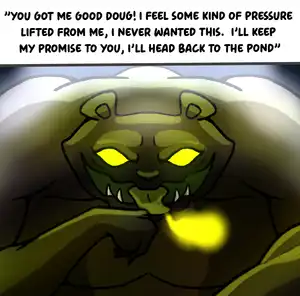 "YOU GOT ME GOOD DOUG! I FEEL SOME KIND OF PRESSURE
LIFTED FROM ME, I NEVER WANTED THIS. I'LL KEEP
MY PROMISE TO YOU, I'LL HEAD BACK TO THE POND"